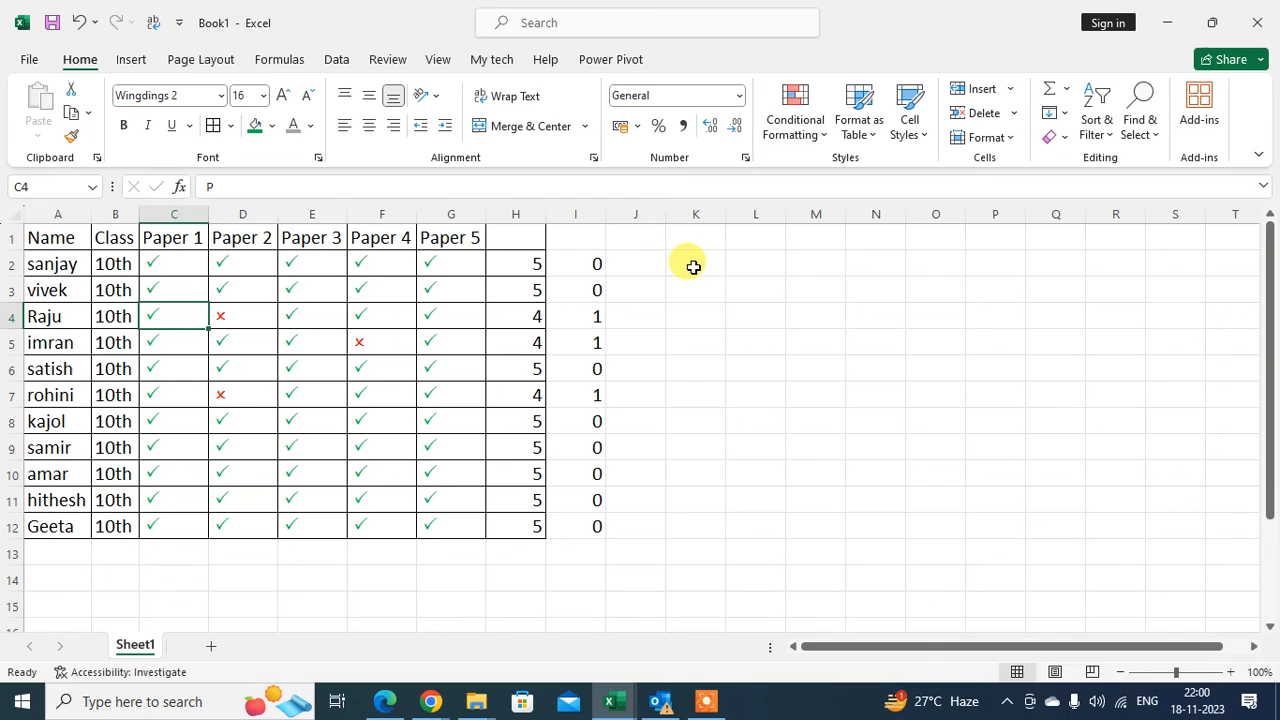 Book1 - Excel
Search
Sign in
File Home Insert Page Layout Formulas Data Review View My tech Help Power Pivot
Share
Paste
Clipboard
Wingdings 2 16
B I U
Font
Wrap Text
Merge & Center
Alignment
General
Number
Conditional Formatting
Format as Table
Cell Styles
Styles
Insert
Delete
Format
Cells
Sort & Filter
Find & Select
Editing
Add-ins
Add-ins
C4 fx P
A B C D E F G H I J K L M N O P Q R S T
1 Name Class Paper 1 Paper 2 Paper 3 Paper 4 Paper 5
2 sanjay 10th ✓ ✓ ✓ ✓ ✓ 5 0
3 vivek 10th ✓ ✓ ✓ ✓ ✓ 5 0
4 Raju 10th ✓ × ✓ ✓ ✓ 4 1
5 imran 10th ✓ ✓ ✓ × ✓ 4 1
6 satish 10th ✓ ✓ ✓ ✓ ✓ 5 0
7 rohini 10th ✓ × ✓ ✓ ✓ 4 1
8 kajol 10th ✓ ✓ ✓ ✓ ✓ 5 0
9 samir 10th ✓ ✓ ✓ ✓ ✓ 5 0
10 amar 10th ✓ ✓ ✓ ✓ ✓ 5 0
11 hithesh 10th ✓ ✓ ✓ ✓ ✓ 5 0
12 Geeta 10th ✓ ✓ ✓ ✓ ✓ 5 0
13
14
15
Sheet1
Ready Accessibility: Investigate
100%
Type here to search
27°C Haze
ENG
22:00
18-11-2023